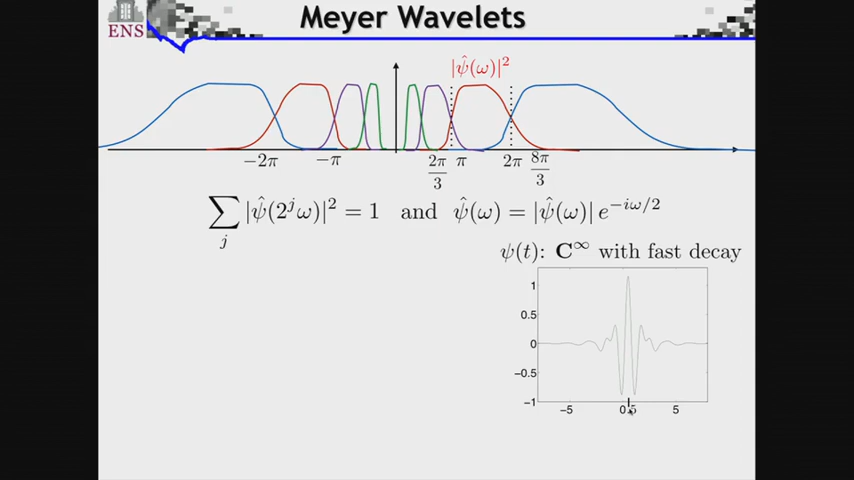 Meyer Wavelets
ENS
|ψ̂(ω)|²
−2π −π 2π/3 π 2π 8π/3
∑_j |ψ̂(2^j ω)|² = 1 and ψ̂(ω) = |ψ̂(ω)| e^{−iω/2}
ψ(t): C^∞ with fast decay
1
0.5
0
−0.5
−1
−5 0 5